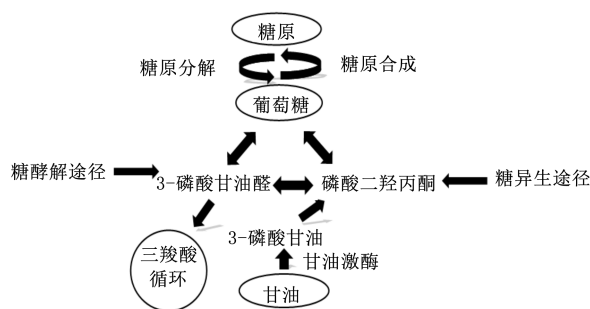 糖原
糖原分解
糖原合成
葡萄糖
糖酵解途径
3-磷酸甘油醛
磷酸二羟丙酮
糖异生途径
3-磷酸甘油
三羧酸
循环
甘油激酶
甘油